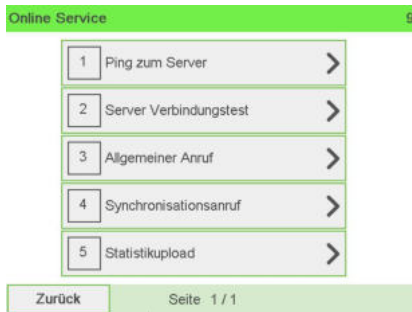 Online Service 9
1 Ping zum Server
2 Server Verbindungstest
3 Allgemeiner Anruf
4 Synchronisationsanruf
5 Statistikupload
Zurück Seite 1 / 1